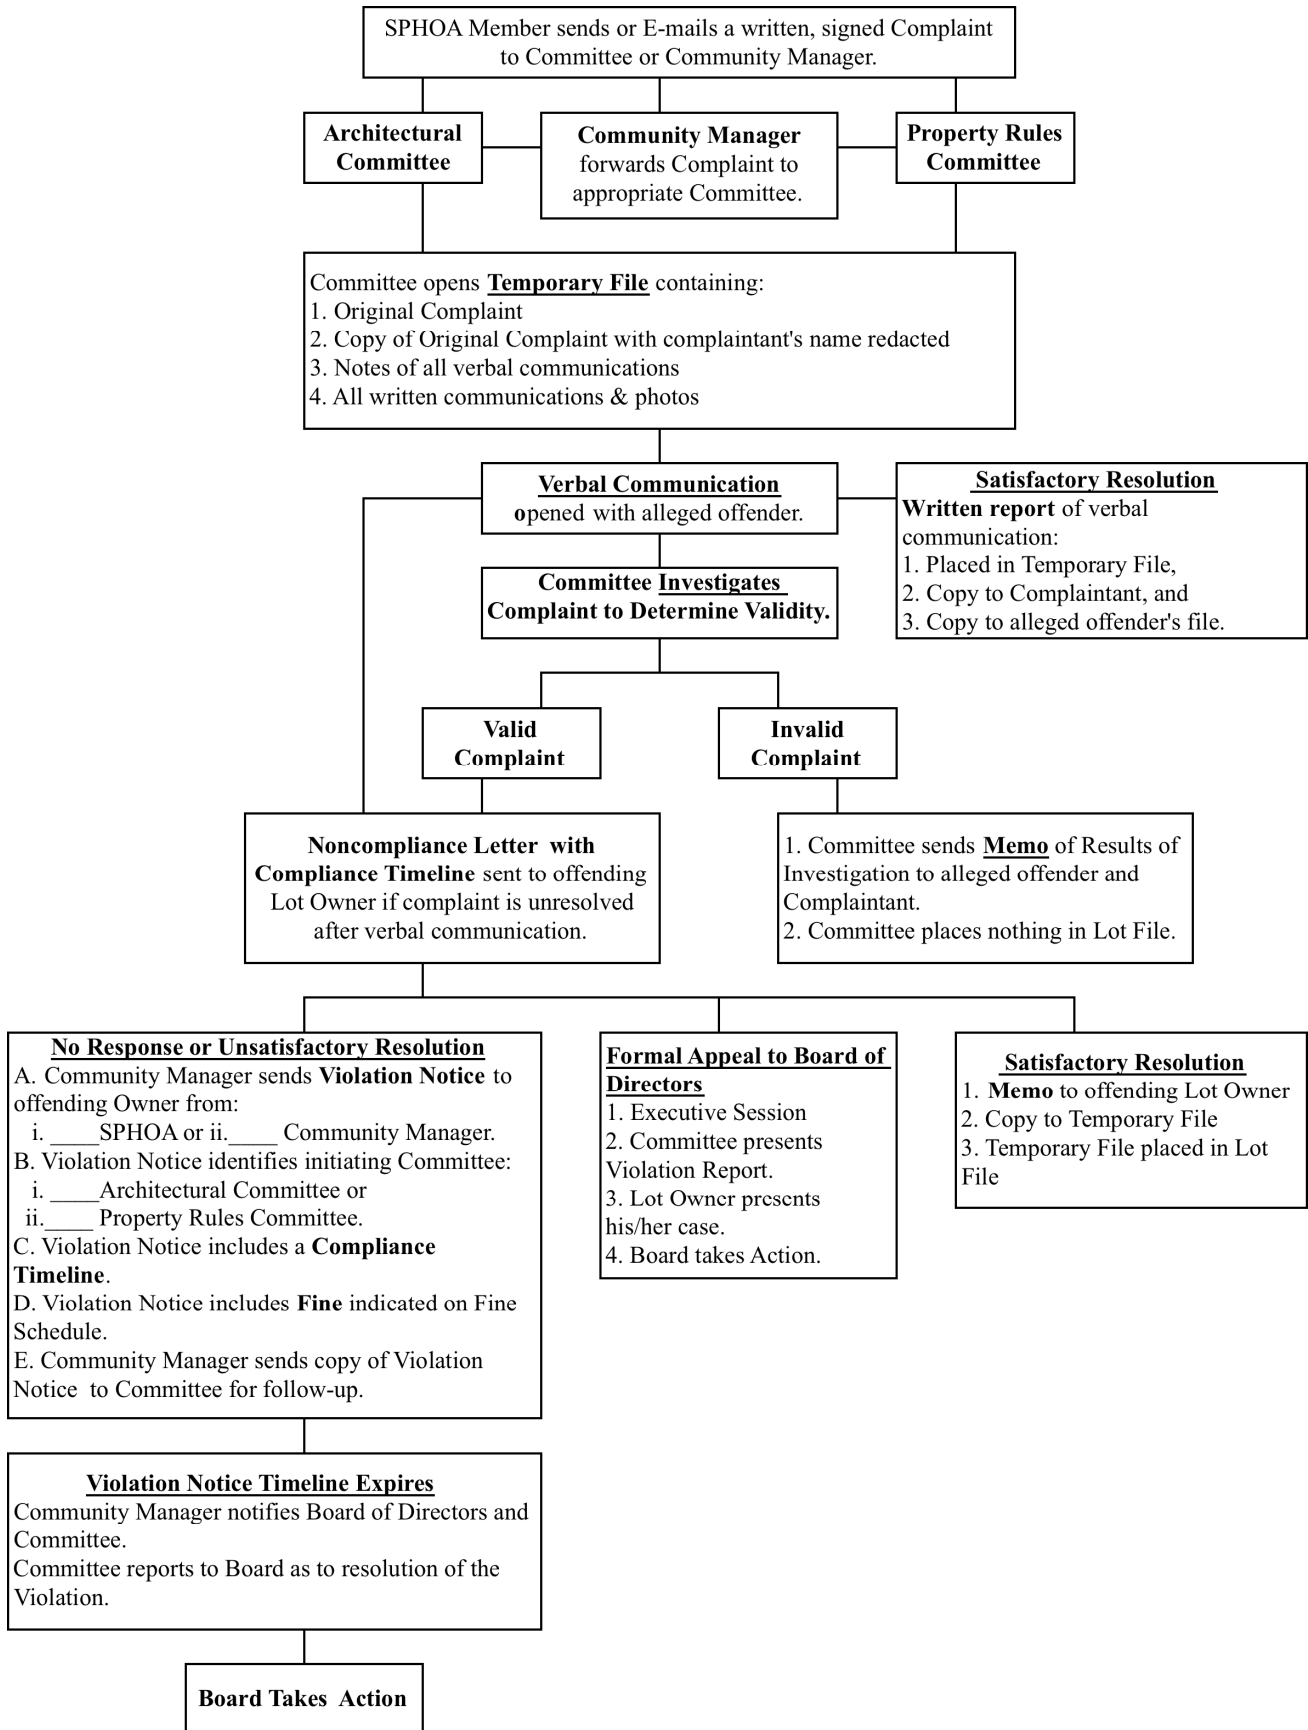 SPHOA Member sends or E-mails a written, signed Complaint
to Committee or Community Manager.
Architectural
Committee
Community Manager
forwards Complaint to
appropriate Committee.
Property Rules
Committee
Committee opens Temporary File containing:
1. Original Complaint
2. Copy of Original Complaint with complaintant's name redacted
3. Notes of all verbal communications
4. All written communications & photos
Verbal Communication
opened with alleged offender.
Satisfactory Resolution
Written report of verbal
communication:
1. Placed in Temporary File,
2. Copy to Complaintant, and
3. Copy to alleged offender's file.
Committee Investigates
Complaint to Determine Validity.
Valid
Complaint
Invalid
Complaint
Noncompliance Letter with
Compliance Timeline sent to offending
Lot Owner if complaint is unresolved
after verbal communication.
1. Committee sends Memo of Results of
Investigation to alleged offender and
Complaintant.
2. Committee places nothing in Lot File.
No Response or Unsatisfactory Resolution
A. Community Manager sends Violation Notice to
offending Owner from:
i. ____SPHOA or ii.____ Community Manager.
B. Violation Notice identifies initiating Committee:
i. ____Architectural Committee or
ii.____ Property Rules Committee.
C. Violation Notice includes a Compliance
Timeline.
D. Violation Notice includes Fine indicated on Fine
Schedule.
E. Community Manager sends copy of Violation
Notice to Committee for follow-up.
Formal Appeal to Board of
Directors
1. Executive Session
2. Committee presents
Violation Report.
3. Lot Owner presents
his/her case.
4. Board takes Action.
Satisfactory Resolution
1. Memo to offending Lot Owner
2. Copy to Temporary File
3. Temporary File placed in Lot
File
Violation Notice Timeline Expires
Community Manager notifies Board of Directors and
Committee.
Committee reports to Board as to resolution of the
Violation.
Board Takes Action